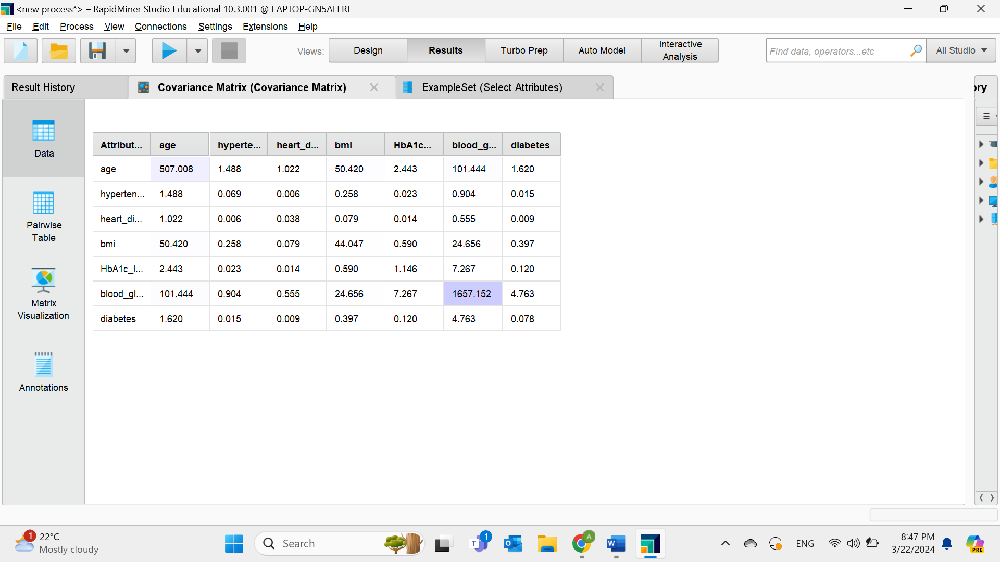 <new process*> – RapidMiner Studio Educational 10.3.001 @ LAPTOP-GN5ALFRE
File Edit Process View Connections Settings Extensions Help
Views: Design Results Turbo Prep Auto Model Interactive Analysis
Find data, operators...etc All Studio
Result History Covariance Matrix (Covariance Matrix) ExampleSet (Select Attributes) ory
Data
Pairwise Table
Matrix Visualization
Annotations
Attribut... age hyperte... heart_d... bmi HbA1c... blood_g... diabetes
age 507.008 1.488 1.022 50.420 2.443 101.444 1.620
hyperten... 1.488 0.069 0.006 0.258 0.023 0.904 0.015
heart_di... 1.022 0.006 0.038 0.079 0.014 0.555 0.009
bmi 50.420 0.258 0.079 44.047 0.590 24.656 0.397
HbA1c_l... 2.443 0.023 0.014 0.590 1.146 7.267 0.120
blood_gl... 101.444 0.904 0.555 24.656 7.267 1657.152 4.763
diabetes 1.620 0.015 0.009 0.397 0.120 4.763 0.078
1 22°C
Mostly cloudy
Search
T 1 O A W
ENG
8:47 PM
3/22/2024
PRE